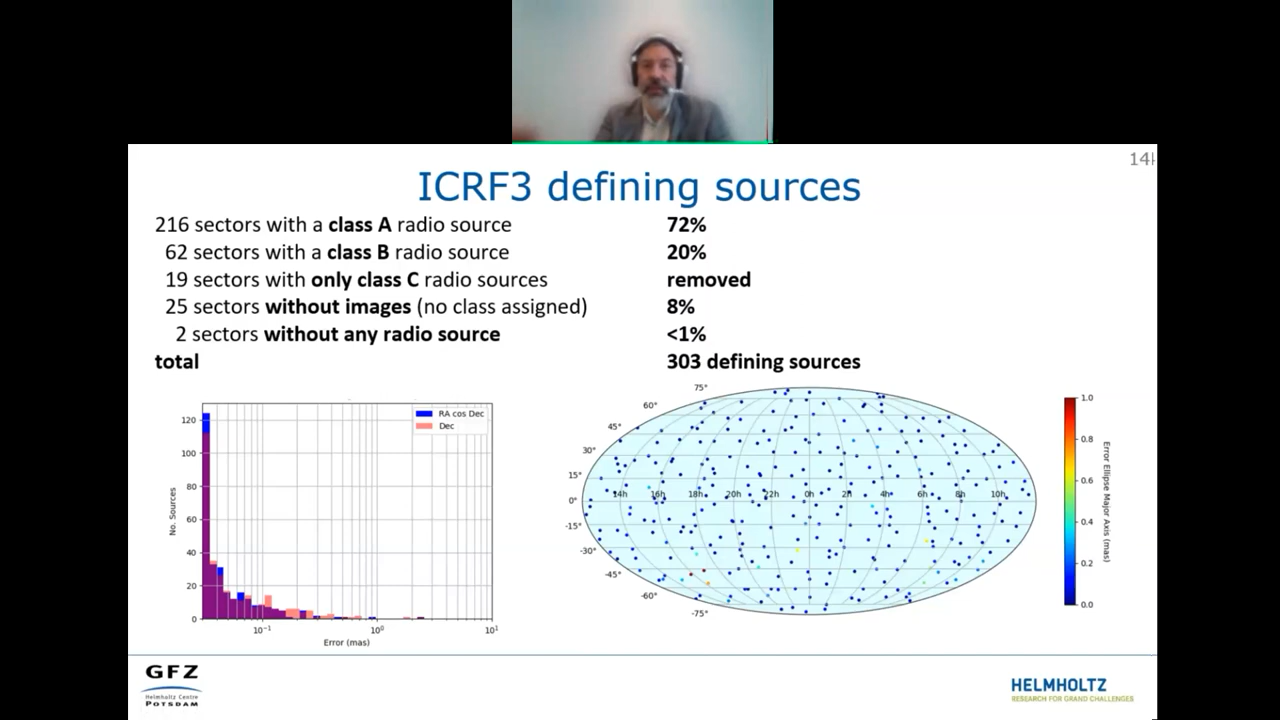 14
ICRF3 defining sources
216 sectors with a class A radio source 72%
62 sectors with a class B radio source 20%
19 sectors with only class C radio sources removed
25 sectors without images (no class assigned) 8%
2 sectors without any radio source <1%
total 303 defining sources
RA cos Dec
Dec
120
100
80
60
40
20
0
No. Sources
10⁻¹ 10⁰ 10¹
Error (mas)
75°
60°
45°
30°
15°
0°
-15°
-30°
-45°
-60°
-75°
14h 16h 18h 20h 22h 0h 2h 4h 6h 8h 10h
1.0
0.8
0.6
0.4
0.2
0.0
Error Ellipse Major Axis (mas)
GFZ
Helmholtz Centre
POTSDAM
HELMHOLTZ
RESEARCH FOR GRAND CHALLENGES